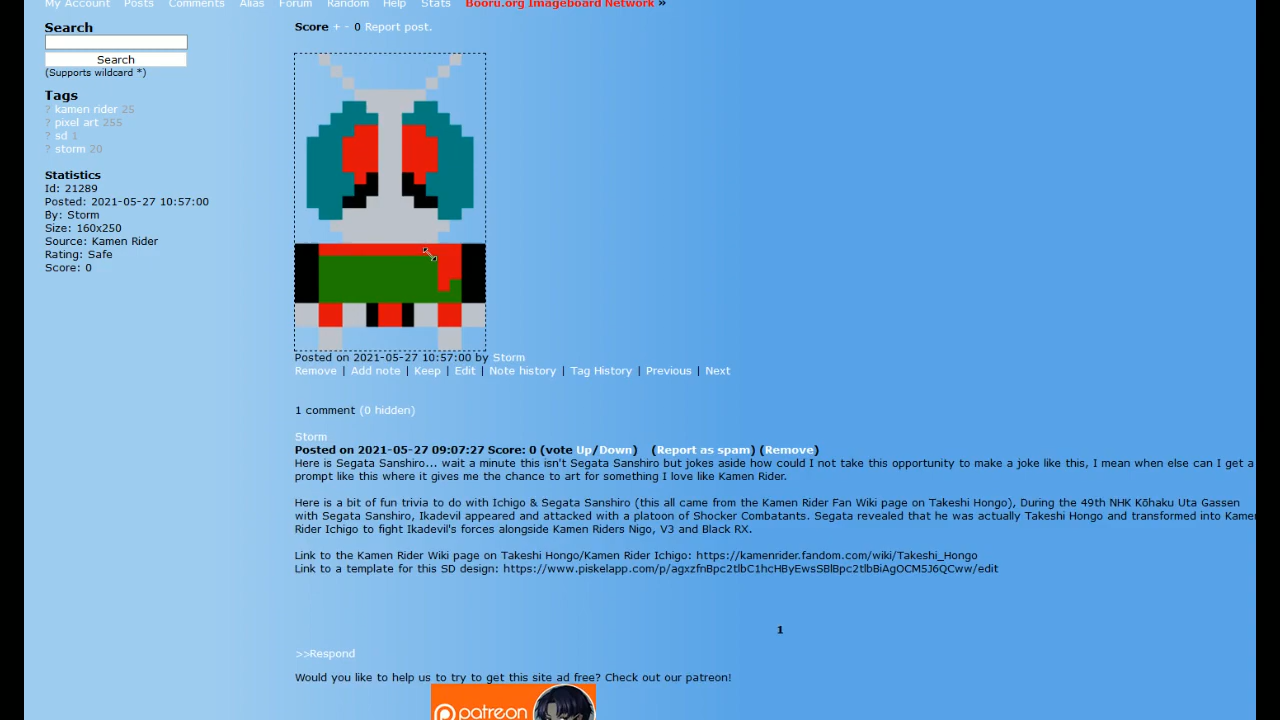 My Account Posts Comments Alias Forum Random Help Stats Booru.org Imageboard Network »
Search
Search
(Supports wildcard *)
Tags
? kamen rider 25
? pixel art 255
? sd 1
? storm 20
Statistics
Id: 21289
Posted: 2021-05-27 10:57:00
By: Storm
Size: 160x250
Source: Kamen Rider
Rating: Safe
Score: 0
Score + - 0 Report post.
Posted on 2021-05-27 10:57:00 by Storm
Remove | Add note | Keep | Edit | Note history | Tag History | Previous | Next
1 comment (0 hidden)
Storm
Posted on 2021-05-27 09:07:27 Score: 0 (vote Up/Down) (Report as spam) (Remove)
Here is Segata Sanshiro... wait a minute this isn't Segata Sanshiro but jokes aside how could I not take this opportunity to make a joke like this, I mean when else can I get a
prompt like this where it gives me the chance to art for something I love like Kamen Rider.
Here is a bit of fun trivia to do with Ichigo & Segata Sanshiro (this all came from the Kamen Rider Fan Wiki page on Takeshi Hongo), During the 49th NHK Kōhaku Uta Gassen
with Segata Sanshiro, Ikadevil appeared and attacked with a platoon of Shocker Combatants. Segata revealed that he was actually Takeshi Hongo and transformed into Kamen
Rider Ichigo to fight Ikadevil's forces alongside Kamen Riders Nigo, V3 and Black RX.
Link to the Kamen Rider Wiki page on Takeshi Hongo/Kamen Rider Ichigo: https://kamenrider.fandom.com/wiki/Takeshi_Hongo
Link to a template for this SD design: https://www.piskelapp.com/p/agxzfnBpc2tlbC1hcHByEwsSBlBpc2tlbBiAgOCM5J6QCww/edit
1
>>Respond
Would you like to help us to try to get this site ad free? Check out our patreon!
patreon